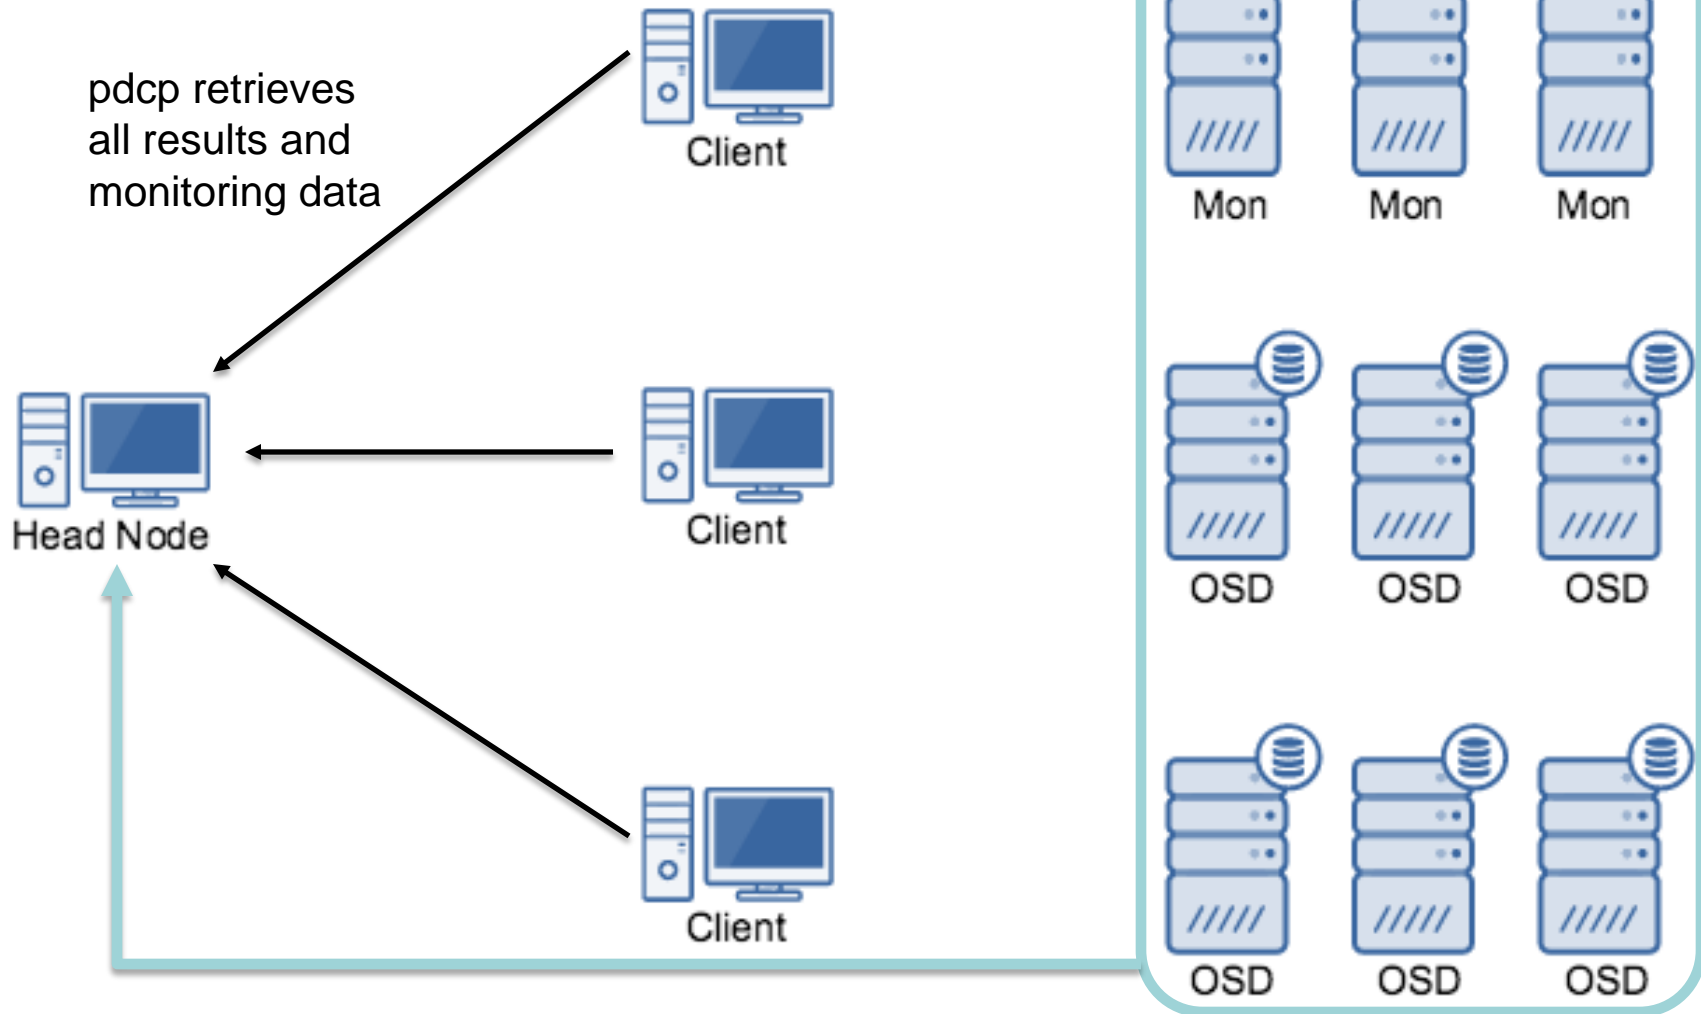 pdcp retrieves
all results and
monitoring data
Client
Mon Mon Mon
Head Node
Client
OSD OSD OSD
Client
OSD OSD OSD